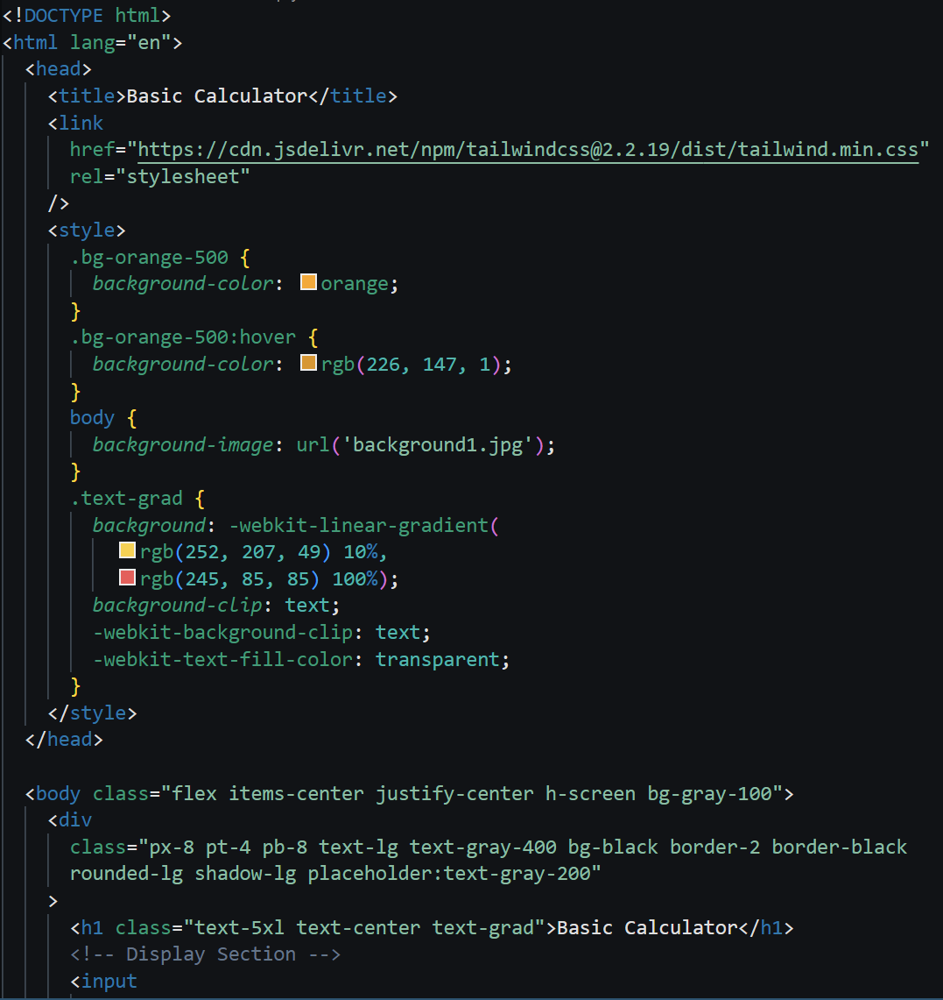 <!DOCTYPE html>
<html lang="en">
  <head>
    <title>Basic Calculator</title>
    <link
      href="https://cdn.jsdelivr.net/npm/tailwindcss@2.2.19/dist/tailwind.min.css"
      rel="stylesheet"
    />
    <style>
      .bg-orange-500 {
        background-color: orange;
      }
      .bg-orange-500:hover {
        background-color: rgb(226, 147, 1);
      }
      body {
        background-image: url('background1.jpg');
      }
      .text-grad {
        background: -webkit-linear-gradient(
          rgb(252, 207, 49) 10%,
          rgb(245, 85, 85) 100%);
        background-clip: text;
        -webkit-background-clip: text;
        -webkit-text-fill-color: transparent;
      }
    </style>
  </head>

  <body class="flex items-center justify-center h-screen bg-gray-100">
    <div
      class="px-8 pt-4 pb-8 text-lg text-gray-400 bg-black border-2 border-black
      rounded-lg shadow-lg placeholder:text-gray-200"
    >
      <h1 class="text-5xl text-center text-grad">Basic Calculator</h1>
      <!-- Display Section -->
      <input